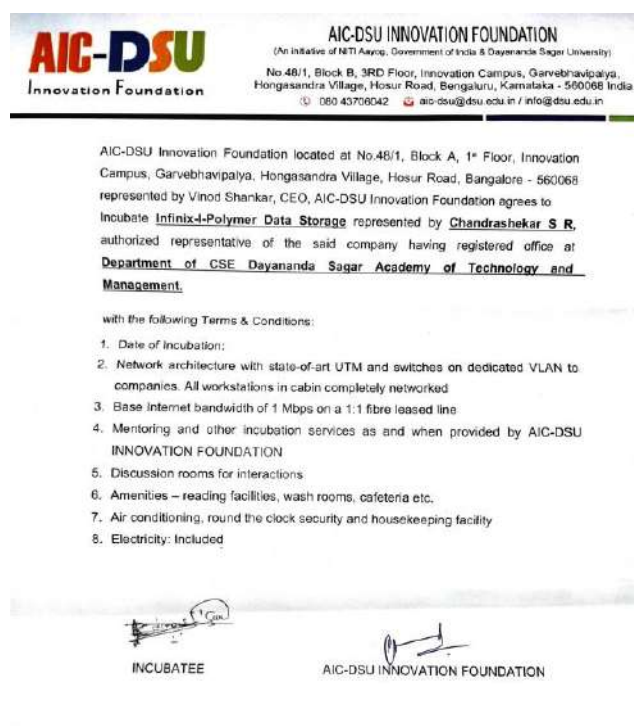 AIC-DSU
Innovation Foundation
AIC-DSU INNOVATION FOUNDATION
(An initiative of NITI Aayog, Government of India & Dayananda Sagar University)
No.48/1, Block B, 3RD Floor, Innovation Campus, Garvebhavipalya,
Hongasandra Village, Hosur Road, Bengaluru, Karnataka - 560068 India
080 43706042 aic-dsu@dsu.edu.in / info@dsu.edu.in
AIC-DSU Innovation Foundation located at No.48/1, Block A, 1st Floor, Innovation
Campus, Garvebhavipalya, Hongasandra Village, Hosur Road, Bangalore - 560068
represented by Vinod Shankar, CEO, AIC-DSU Innovation Foundation agrees to
Incubate Infinix-I-Polymer Data Storage represented by Chandrashekar S R,
authorized representative of the said company having registered office at
Department of CSE Dayananda Sagar Academy of Technology and
Management.
with the following Terms & Conditions:
1. Date of Incubation:
2. Network architecture with state-of-art UTM and switches on dedicated VLAN to
companies. All workstations in cabin completely networked
3. Base Internet bandwidth of 1 Mbps on a 1:1 fibre leased line
4. Mentoring and other incubation services as and when provided by AIC-DSU
INNOVATION FOUNDATION
5. Discussion rooms for interactions
6. Amenities – reading facilities, wash rooms, cafeteria etc.
7. Air conditioning, round the clock security and housekeeping facility
8. Electricity: Included
INCUBATEE
AIC-DSU INNOVATION FOUNDATION